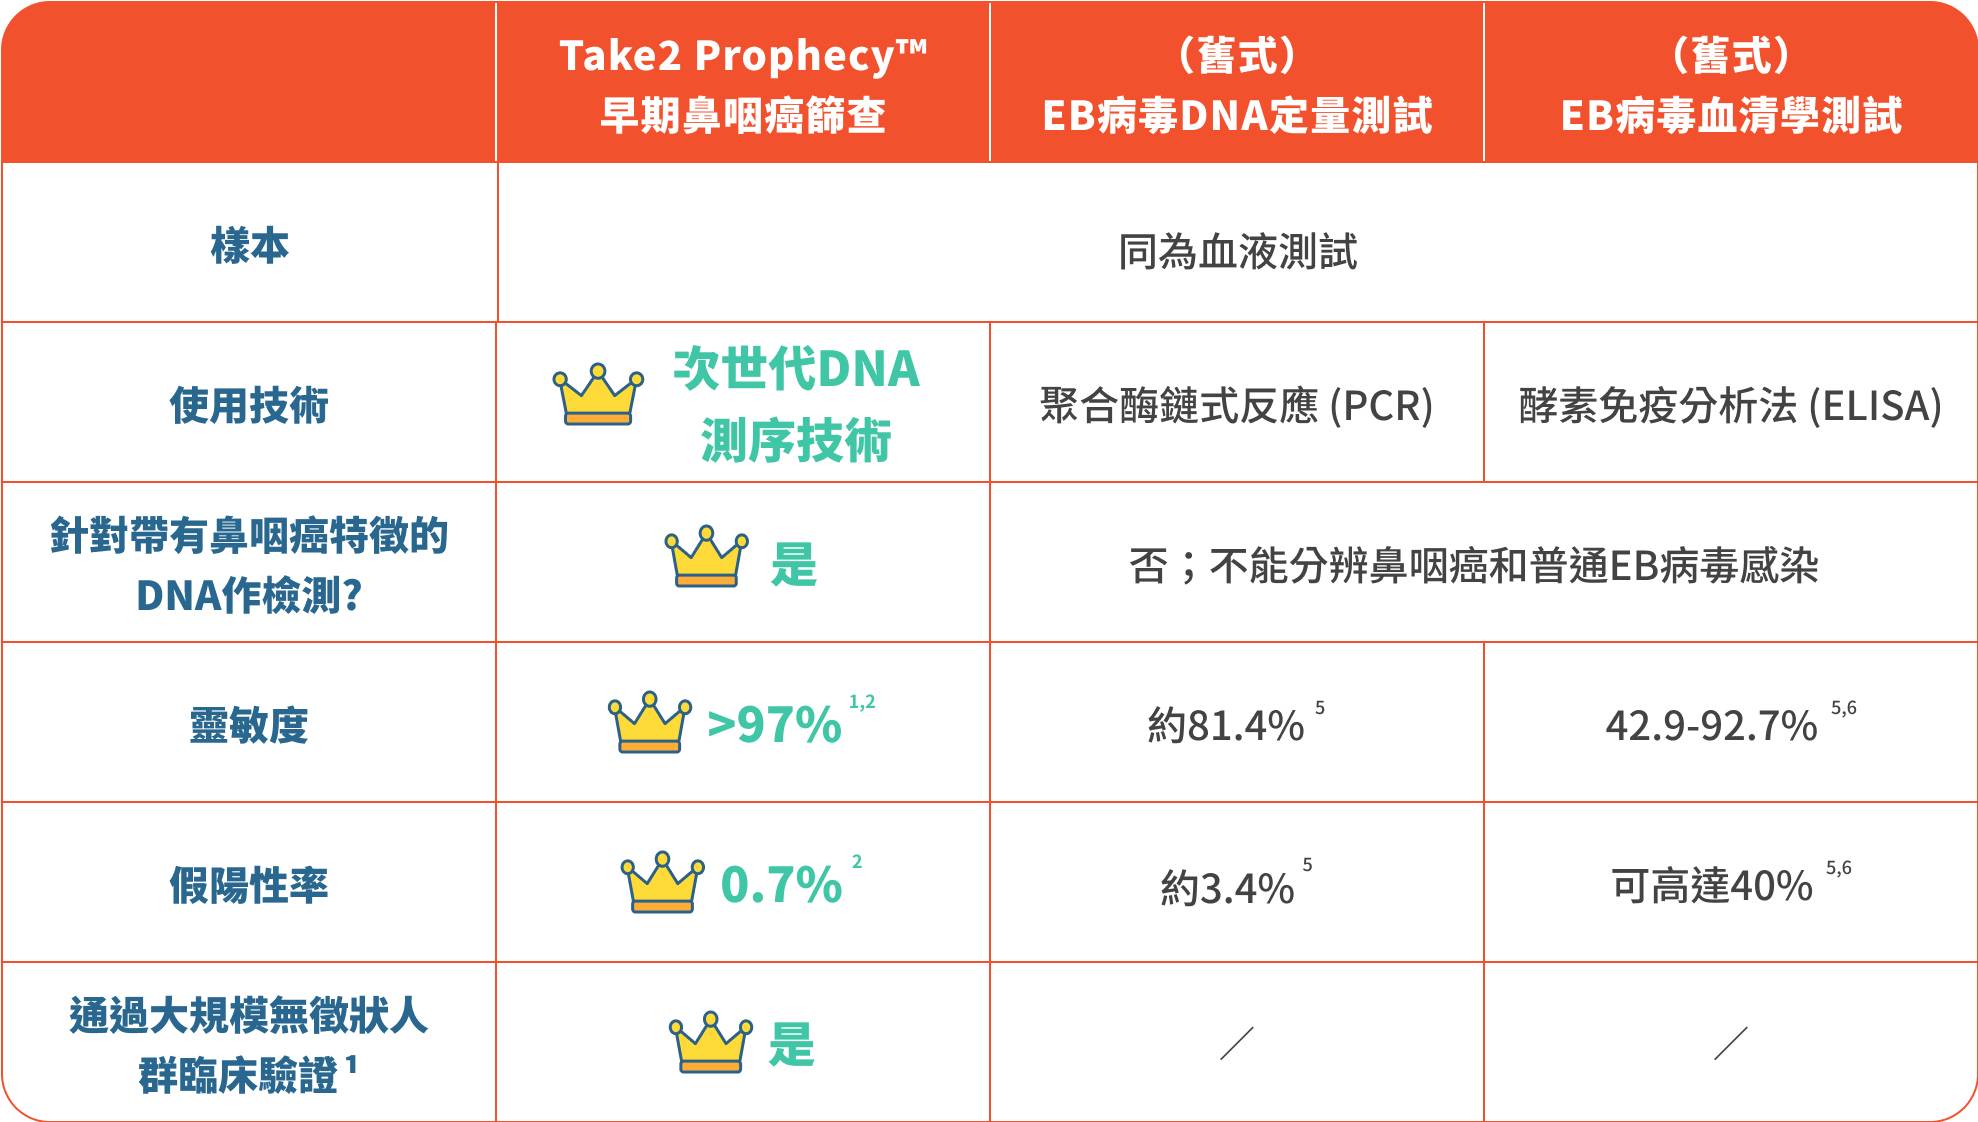 Take2 Prophecy™
早期鼻咽癌篩查
（舊式）
EB病毒DNA定量測試
（舊式）
EB病毒血清學測試
樣本
同為血液測試
使用技術
次世代DNA
測序技術
聚合酶鏈式反應 (PCR)
酵素免疫分析法 (ELISA)
針對帶有鼻咽癌特徵的
DNA作檢測?
是
否；不能分辨鼻咽癌和普通EB病毒感染
靈敏度
>97% 1,2
約81.4% 5
42.9-92.7% 5,6
假陽性率
0.7% 2
約3.4% 5
可高達40% 5,6
通過大規模無徵狀人
群臨床驗證 1
是
／
／